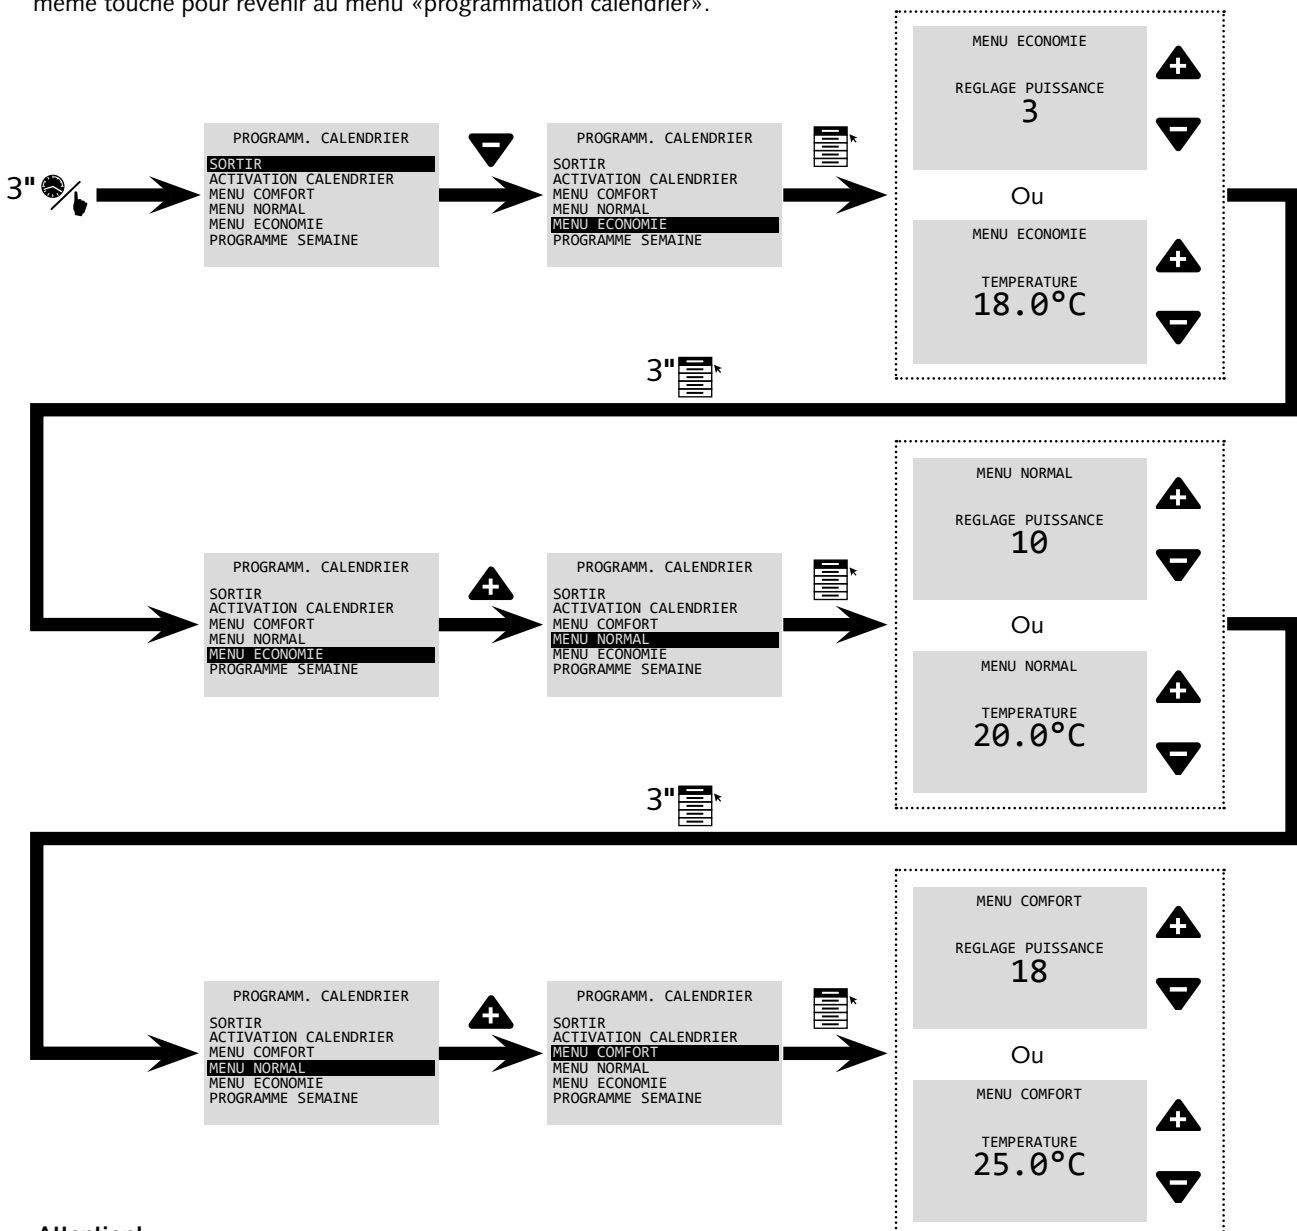 même touche pour revenir au menu «programmation calendrier».
MENU ECONOMIE
REGLAGE PUISSANCE
3
3"
PROGRAMM. CALENDRIER
SORTIR
ACTIVATION CALENDRIER
MENU COMFORT
MENU NORMAL
MENU ECONOMIE
PROGRAMME SEMAINE
PROGRAMM. CALENDRIER
SORTIR
ACTIVATION CALENDRIER
MENU COMFORT
MENU NORMAL
MENU ECONOMIE
PROGRAMME SEMAINE
Ou
MENU ECONOMIE
TEMPERATURE
18.0°C
3"
MENU NORMAL
REGLAGE PUISSANCE
10
PROGRAMM. CALENDRIER
SORTIR
ACTIVATION CALENDRIER
MENU COMFORT
MENU NORMAL
MENU ECONOMIE
PROGRAMME SEMAINE
PROGRAMM. CALENDRIER
SORTIR
ACTIVATION CALENDRIER
MENU COMFORT
MENU NORMAL
MENU ECONOMIE
PROGRAMME SEMAINE
Ou
MENU NORMAL
TEMPERATURE
20.0°C
3"
MENU COMFORT
REGLAGE PUISSANCE
18
PROGRAMM. CALENDRIER
SORTIR
ACTIVATION CALENDRIER
MENU COMFORT
MENU NORMAL
MENU ECONOMIE
PROGRAMME SEMAINE
PROGRAMM. CALENDRIER
SORTIR
ACTIVATION CALENDRIER
MENU COMFORT
MENU NORMAL
MENU ECONOMIE
PROGRAMME SEMAINE
Ou
MENU COMFORT
TEMPERATURE
25.0°C
Attention!